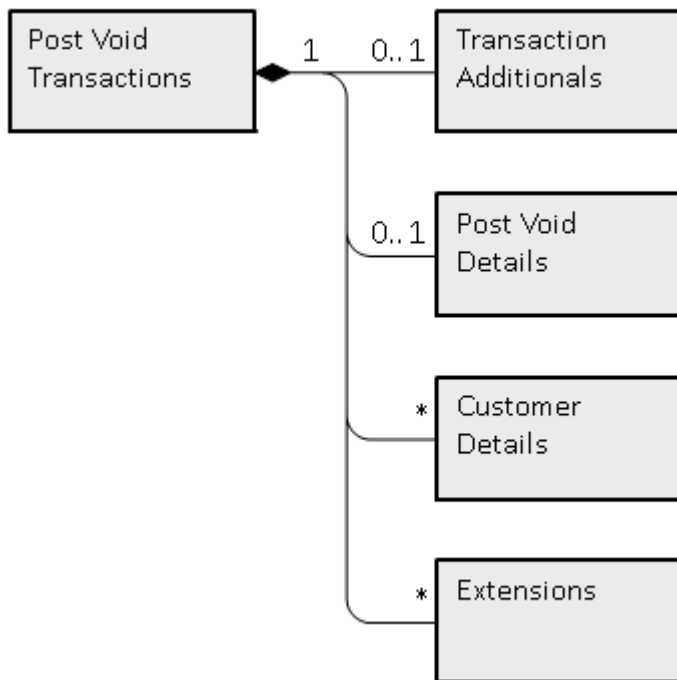 Post Void
Transactions
1
0..1
Transaction
Additionals
0..1
Post Void
Details
*
Customer
Details
*
Extensions